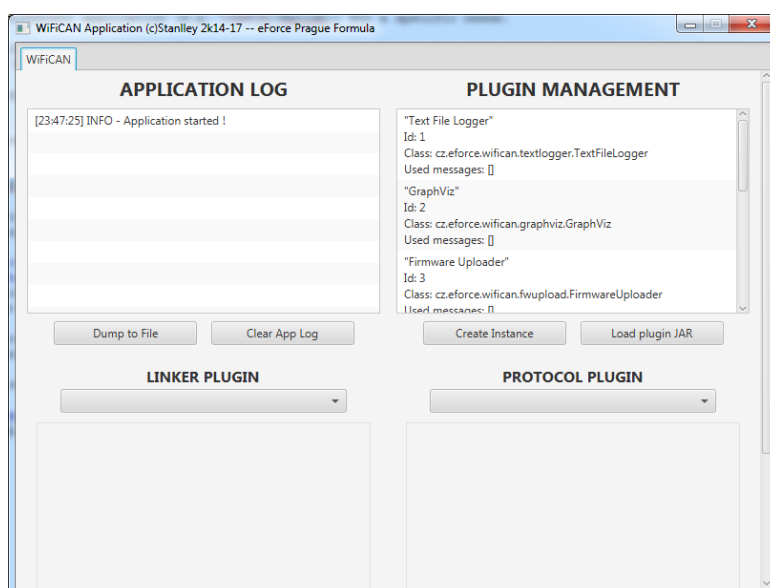 WiFiCAN Application (c)Stanlley 2k14-17 -- eForce Prague Formula
WiFiCAN
APPLICATION LOG
[23:47:25] INFO - Application started !
Dump to File
Clear App Log
PLUGIN MANAGEMENT
"Text File Logger"
Id: 1
Class: cz.eforce.wifican.textlogger.TextFileLogger
Used messages: []
"GraphViz"
Id: 2
Class: cz.eforce.wifican.graphviz.GraphViz
Used messages: []
"Firmware Uploader"
Id: 3
Class: cz.eforce.wifican.fwupload.FirmwareUploader
Used messages: []
Create Instance
Load plugin JAR
LINKER PLUGIN
PROTOCOL PLUGIN